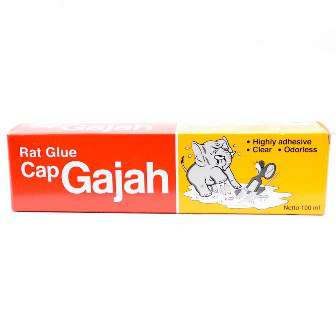 Rat Glue
Cap Gajah
• Highly adhesive
• Clear • Odorless
Netto 100 ml